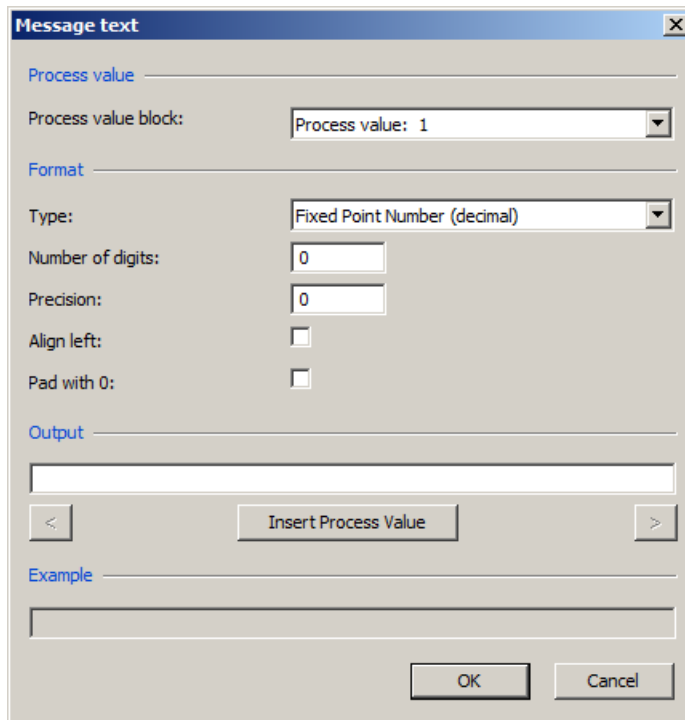 Message text
Process value
Process value block: Process value: 1
Format
Type: Fixed Point Number (decimal)
Number of digits: 0
Precision: 0
Align left:
Pad with 0:
Output
< Insert Process Value >
Example
OK Cancel